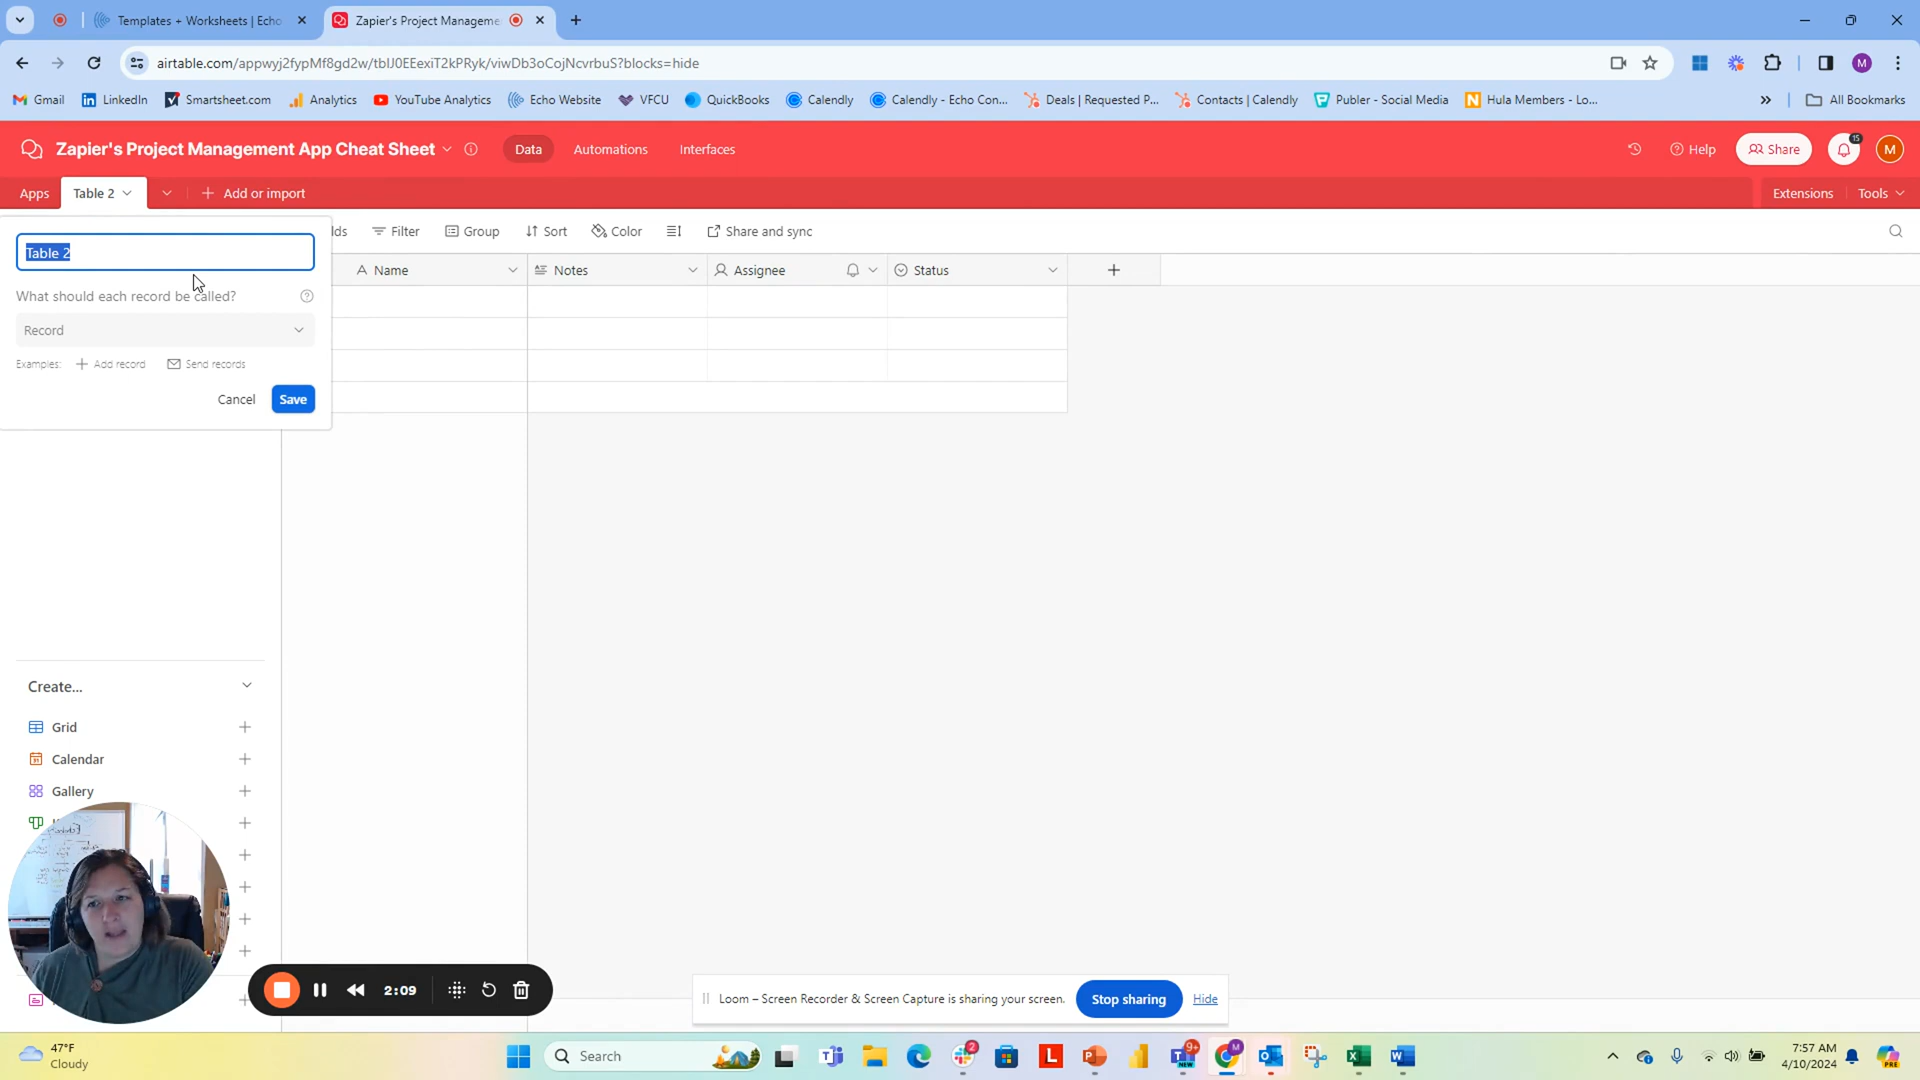 Templates + Worksheets | Echo
Zapier's Project Manageme
airtable.com/appwyj2fypMf8gd2w/tblJ0EEexiT2kPRyk/viwDb3oCojNcvrbuS?blocks=hide
M
Gmail
LinkedIn
Smartsheet.com
Analytics
YouTube Analytics
Echo Website
VFCU
QuickBooks
Calendly
Calendly - Echo Con...
Deals | Requested P...
Contacts | Calendly
Publer - Social Media
Hula Members - Lo...
All Bookmarks
Zapier's Project Management App Cheat Sheet
Data
Automations
Interfaces
Help
Share
15
M
Apps
Table 2
Add or import
Extensions
Tools
Table 2
lds
Filter
Group
Sort
Color
Share and sync
Name
Notes
Assignee
Status
What should each record be called?
Record
Examples:
Add record
Send records
Cancel
Save
Create...
Grid
Calendar
Gallery
2:09
Loom – Screen Recorder & Screen Capture is sharing your screen.
Stop sharing
Hide
47°F
Cloudy
Search
2
9+
7:57 AM
4/10/2024